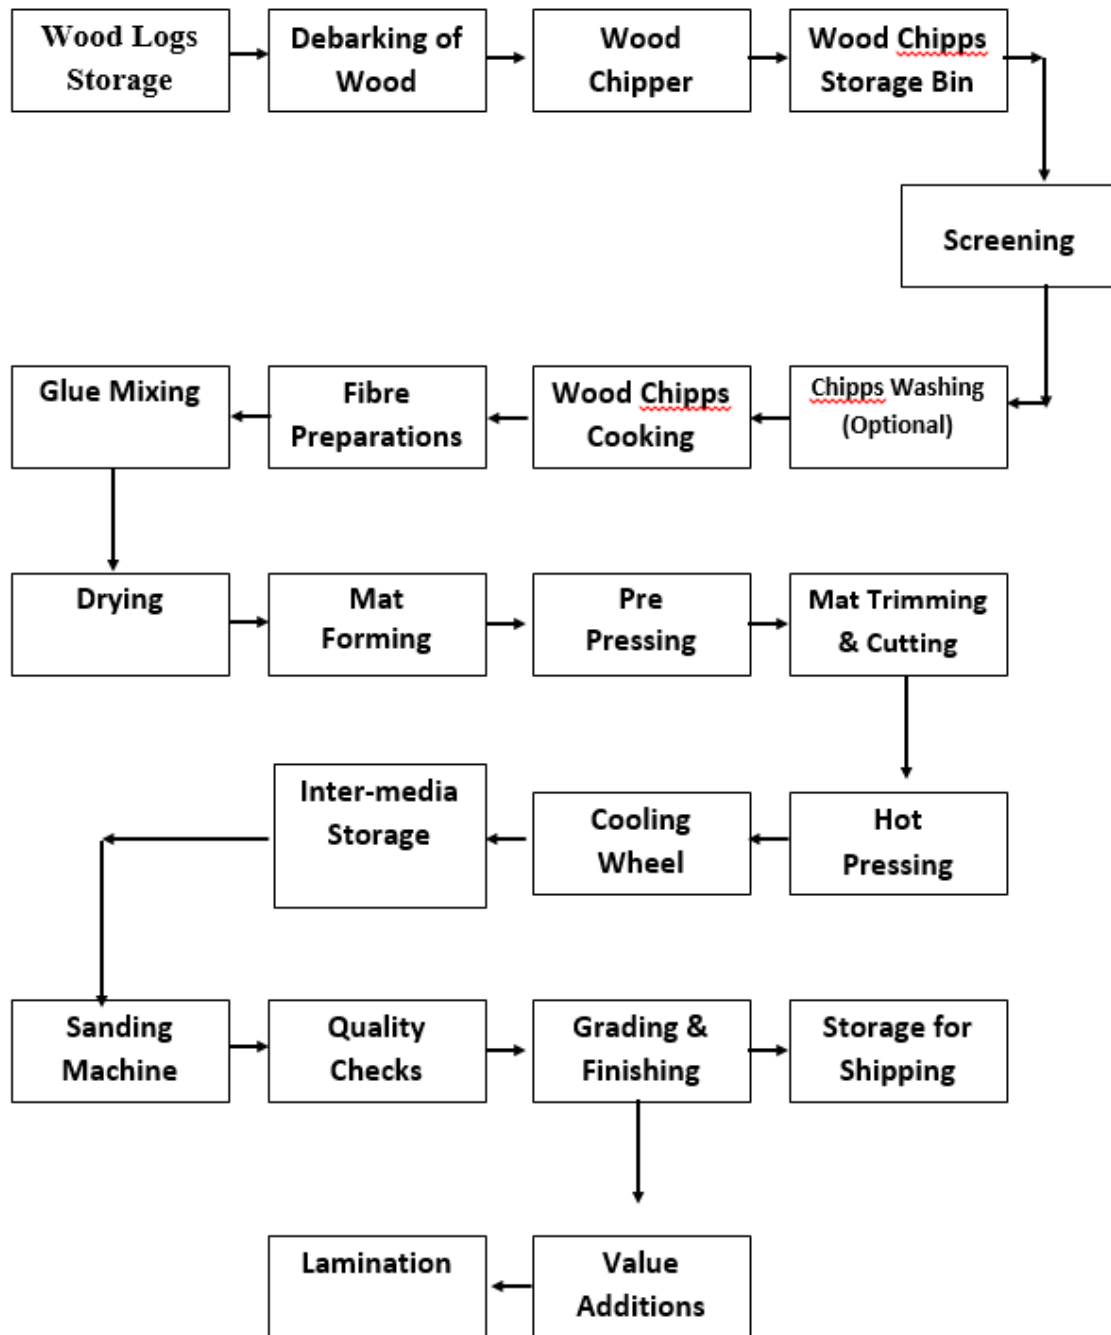 Wood Logs
Storage
Debarking of
Wood
Wood
Chipper
Wood Chipps
Storage Bin
Screening
Chipps Washing
(Optional)
Wood Chipps
Cooking
Fibre
Preparations
Glue Mixing
Drying
Mat
Forming
Pre
Pressing
Mat Trimming
& Cutting
Hot
Pressing
Cooling
Wheel
Inter-media
Storage
Sanding
Machine
Quality
Checks
Grading &
Finishing
Storage for
Shipping
Value
Additions
Lamination